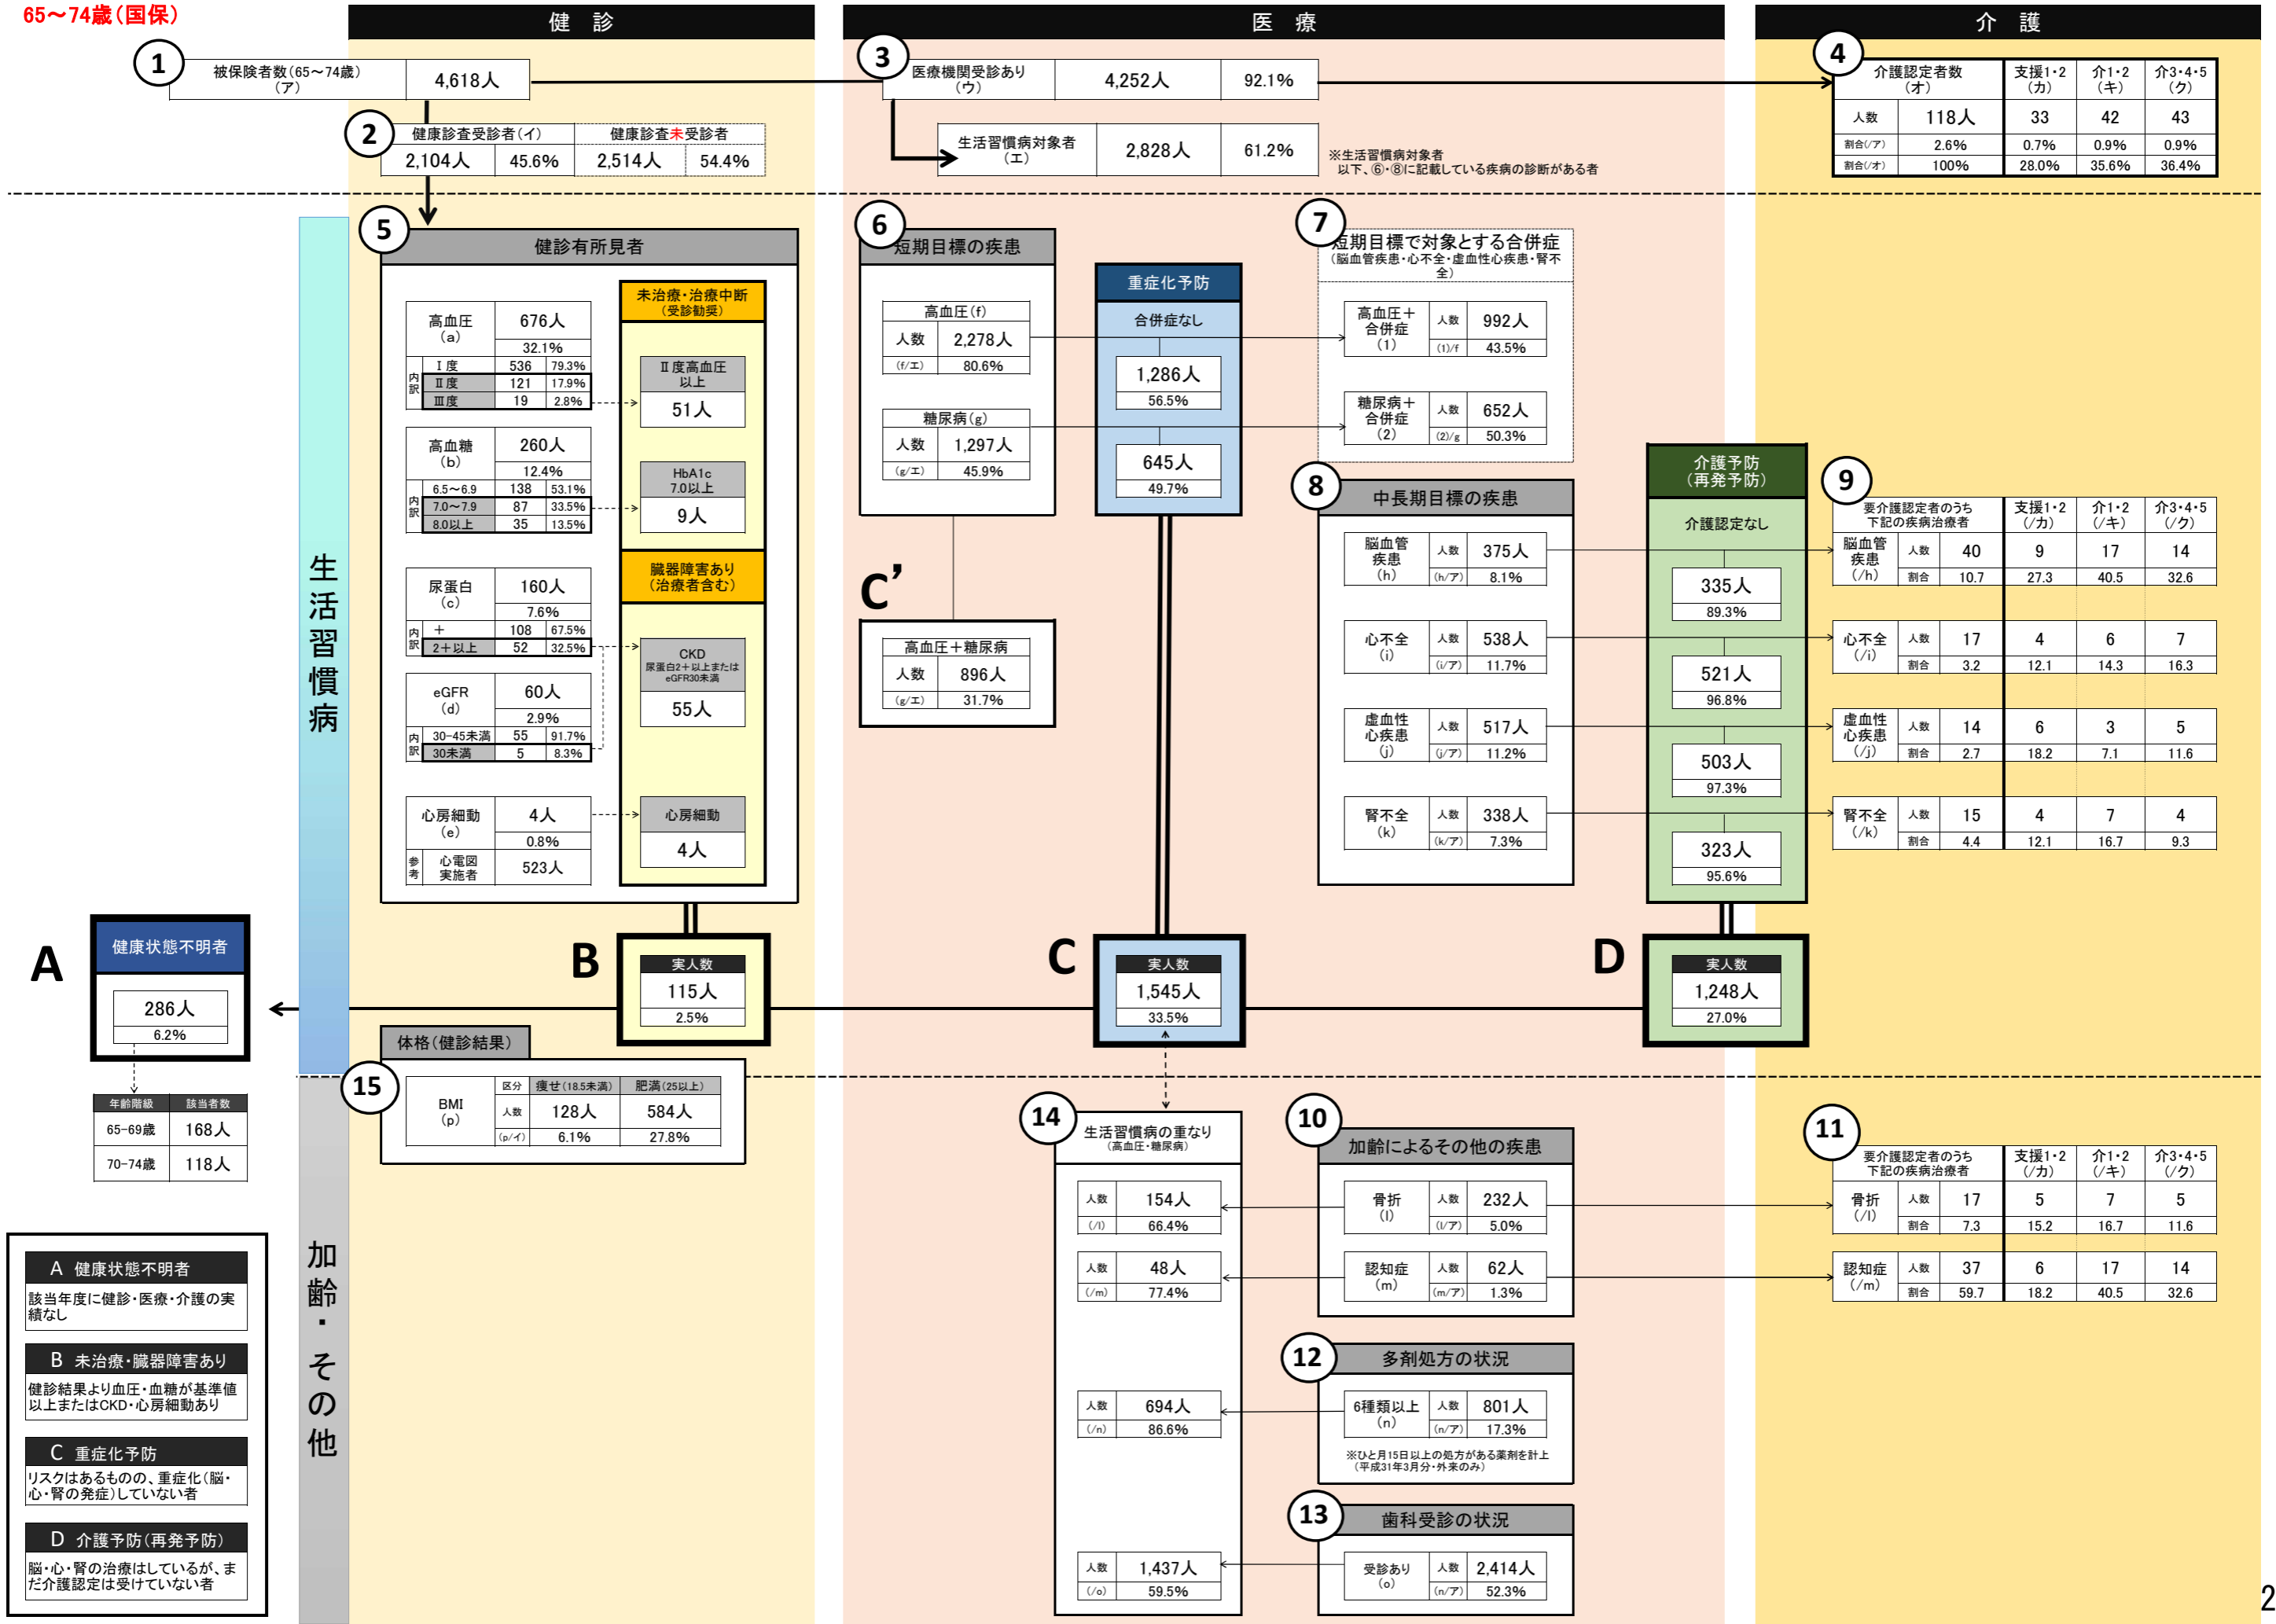 65～74歳(国保)
健 診
医 療
介 護
1
被保険者数(65～74歳)
(ア)
4,618人
2
健康診査受診者(イ)
健康診査未受診者
2,104人 45.6% 2,514人 54.4%
3
医療機関受診あり
(ウ)
4,252人 92.1%
生活習慣病対象者
(エ)
2,828人 61.2%
※生活習慣病対象者
以下、⑥・⑧に記載している疾病の診断がある者
4
介護認定者数
(オ)
支援1・2
(カ)
介1・2
(キ)
介3・4・5
(ク)
人数 118人 33 42 43
割合(/ア) 2.6% 0.7% 0.9% 0.9%
割合(/オ) 100% 28.0% 35.6% 36.4%
生活習慣病
5
健診有所見者
高血圧
(a)
676人
32.1%
内訳
Ⅰ度 536 79.3%
Ⅱ度 121 17.9%
Ⅲ度 19 2.8%
高血糖
(b)
260人
12.4%
内訳
6.5～6.9 138 53.1%
7.0～7.9 87 33.5%
8.0以上 35 13.5%
尿蛋白
(c)
160人
7.6%
内訳
＋ 108 67.5%
2＋以上 52 32.5%
eGFR
(d)
60人
2.9%
内訳
30-45未満 55 91.7%
30未満 5 8.3%
心房細動
(e)
4人
0.8%
参考
心電図
実施者
523人
未治療・治療中断
(受診勧奨)
Ⅱ度高血圧
以上
51人
HbA1c
7.0以上
9人
臓器障害あり
(治療者含む)
CKD
尿蛋白2＋以上または
eGFR30未満
55人
心房細動
4人
6
短期目標の疾患
高血圧(f)
人数 2,278人
(f/エ) 80.6%
糖尿病(g)
人数 1,297人
(g/エ) 45.9%
C’
高血圧＋糖尿病
人数 896人
(g/エ) 31.7%
重症化予防
合併症なし
1,286人
56.5%
645人
49.7%
7
短期目標で対象とする合併症
(脳血管疾患・心不全・虚血性心疾患・腎不
全)
高血圧＋
合併症
(1)
人数 992人
(1)/f 43.5%
糖尿病＋
合併症
(2)
人数 652人
(2)/g 50.3%
8
中長期目標の疾患
脳血管
疾患
(h)
人数 375人
(h/ア) 8.1%
心不全
(i)
人数 538人
(i/ア) 11.7%
虚血性
心疾患
(j)
人数 517人
(j/ア) 11.2%
腎不全
(k)
人数 338人
(k/ア) 7.3%
介護予防
(再発予防)
介護認定なし
335人
89.3%
521人
96.8%
503人
97.3%
323人
95.6%
9
要介護認定者のうち
下記の疾病治療者
支援1・2
(/カ)
介1・2
(/キ)
介3・4・5
(/ク)
脳血管
疾患
(/h)
人数 40 9 17 14
割合 10.7 27.3 40.5 32.6
心不全
(/i)
人数 17 4 6 7
割合 3.2 12.1 14.3 16.3
虚血性
心疾患
(/j)
人数 14 6 3 5
割合 2.7 18.2 7.1 11.6
腎不全
(/k)
人数 15 4 7 4
割合 4.4 12.1 16.7 9.3
A
健康状態不明者
286人
6.2%
年齢階級 該当者数
65-69歳 168人
70-74歳 118人
B
実人数
115人
2.5%
C
実人数
1,545人
33.5%
D
実人数
1,248人
27.0%
体格(健診結果)
15
BMI
(p)
区分 痩せ(18.5未満) 肥満(25以上)
人数 128人 584人
(p/イ) 6.1% 27.8%
加齢・その他
14
生活習慣病の重なり
(高血圧・糖尿病)
人数 154人
(/l) 66.4%
人数 48人
(/m) 77.4%
人数 694人
(/n) 86.6%
人数 1,437人
(/o) 59.5%
10
加齢によるその他の疾患
骨折
(l)
人数 232人
(l/ア) 5.0%
認知症
(m)
人数 62人
(m/ア) 1.3%
12
多剤処方の状況
6種類以上
(n)
人数 801人
(n/ア) 17.3%
※ひと月15日以上の処方がある薬剤を計上
(平成31年3月分・外来のみ)
13
歯科受診の状況
受診あり
(o)
人数 2,414人
(n/ア) 52.3%
11
要介護認定者のうち
下記の疾病治療者
支援1・2
(/カ)
介1・2
(/キ)
介3・4・5
(/ク)
骨折
(/l)
人数 17 5 7 5
割合 7.3 15.2 16.7 11.6
認知症
(/m)
人数 37 6 17 14
割合 59.7 18.2 40.5 32.6
A 健康状態不明者
該当年度に健診・医療・介護の実
績なし
B 未治療・臓器障害あり
健診結果より血圧・血糖が基準値
以上またはCKD・心房細動あり
C 重症化予防
リスクはあるものの、重症化(脳・
心・腎の発症)していない者
D 介護予防(再発予防)
脳・心・腎の治療はしているが、ま
だ介護認定は受けていない者
2